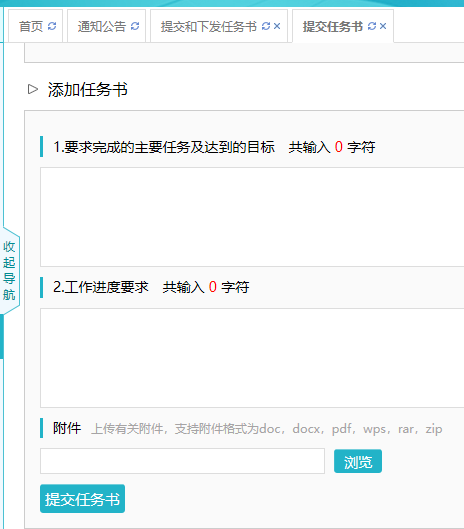 首页 通知公告 提交和下发任务书 提交任务书
添加任务书
1.要求完成的主要任务及达到的目标 共输入 0 字符
收起导航
2.工作进度要求 共输入 0 字符
附件 上传有关附件，支持附件格式为doc，docx，pdf，wps，rar，zip
浏览
提交任务书